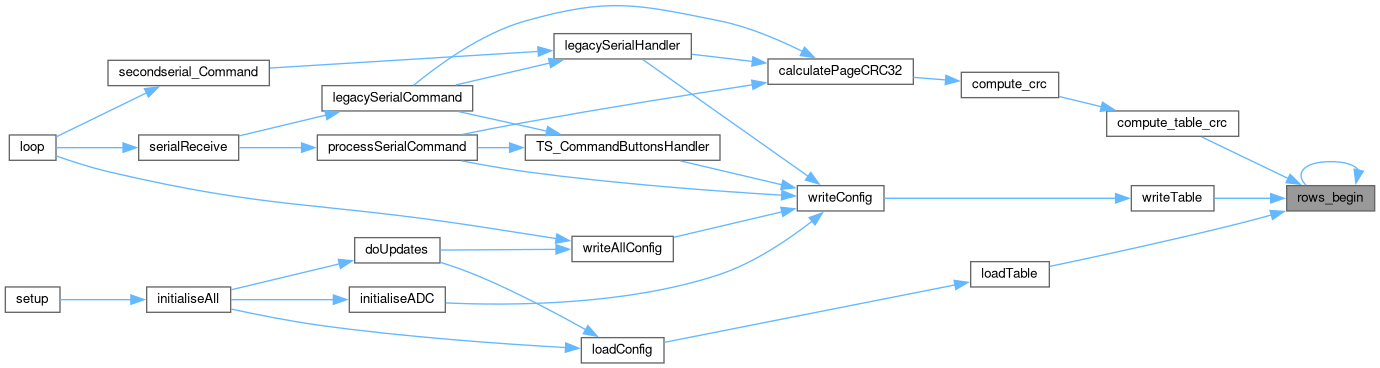 legacySerialHandler
secondserial_Command
calculatePageCRC32
compute_crc
legacySerialCommand
compute_table_crc
loop
serialReceive
processSerialCommand
TS_CommandButtonsHandler
writeConfig
writeTable
rows_begin
doUpdates
writeAllConfig
loadTable
setup
initialiseAll
initialiseADC
loadConfig